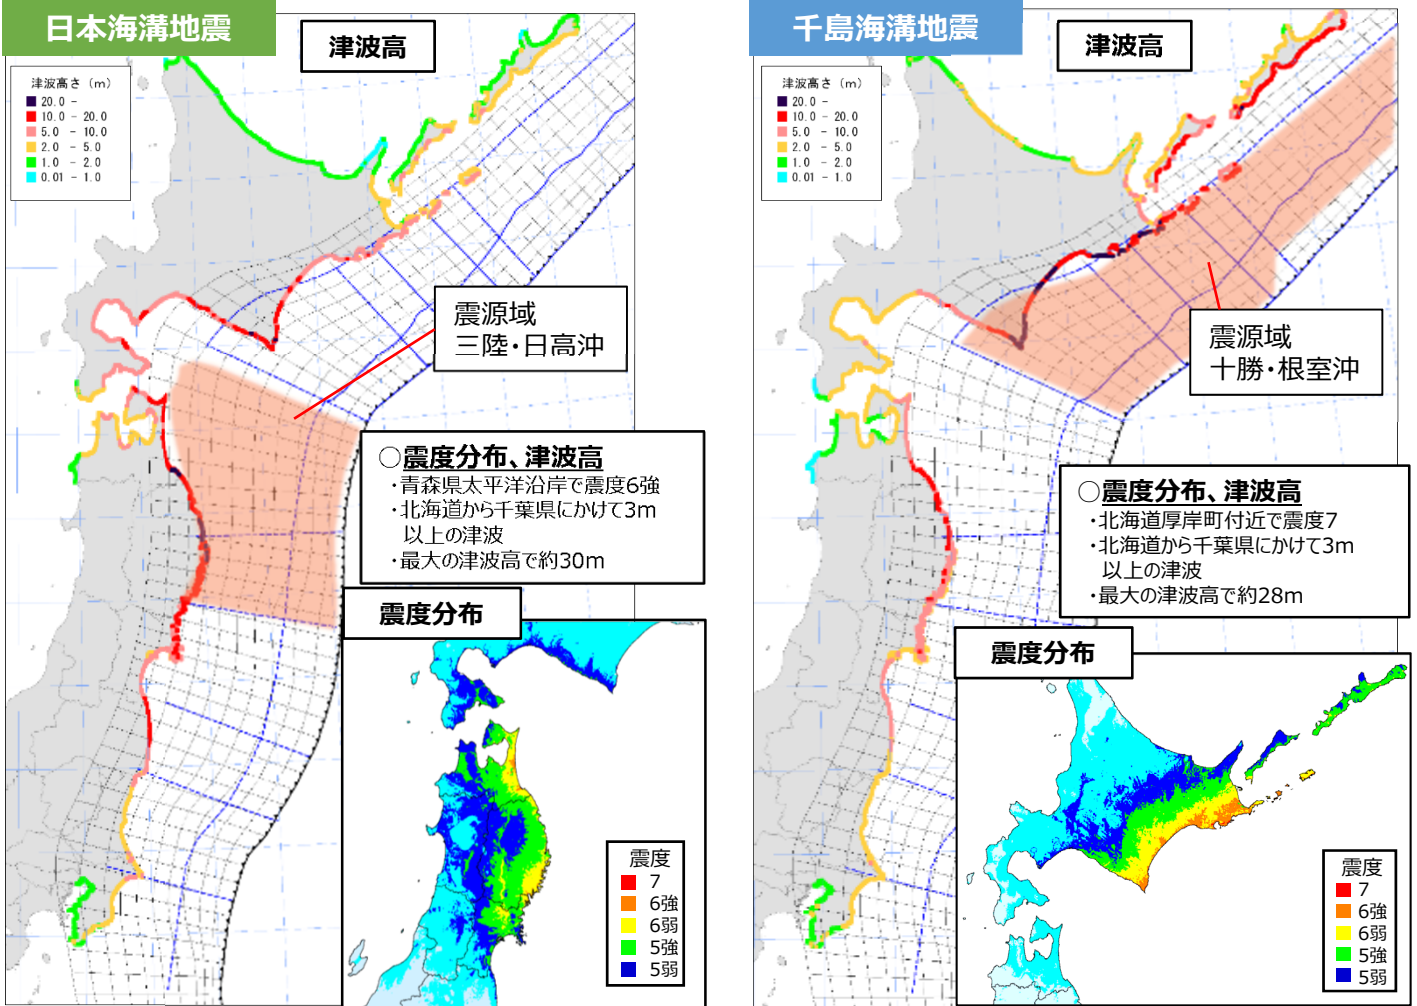 日本海溝地震
津波高
津波高さ (m)
20.0 -
10.0 - 20.0
5.0 - 10.0
2.0 - 5.0
1.0 - 2.0
0.01 - 1.0
震源域
三陸・日高沖
○震度分布、津波高
・青森県太平洋沿岸で震度6強
・北海道から千葉県にかけて3m
以上の津波
・最大の津波高で約30m
震度分布
震度
7
6強
6弱
5強
5弱
千島海溝地震
津波高
津波高さ (m)
20.0 -
10.0 - 20.0
5.0 - 10.0
2.0 - 5.0
1.0 - 2.0
0.01 - 1.0
震源域
十勝・根室沖
○震度分布、津波高
・北海道厚岸町付近で震度7
・北海道から千葉県にかけて3m
以上の津波
・最大の津波高で約28m
震度分布
震度
7
6強
6弱
5強
5弱